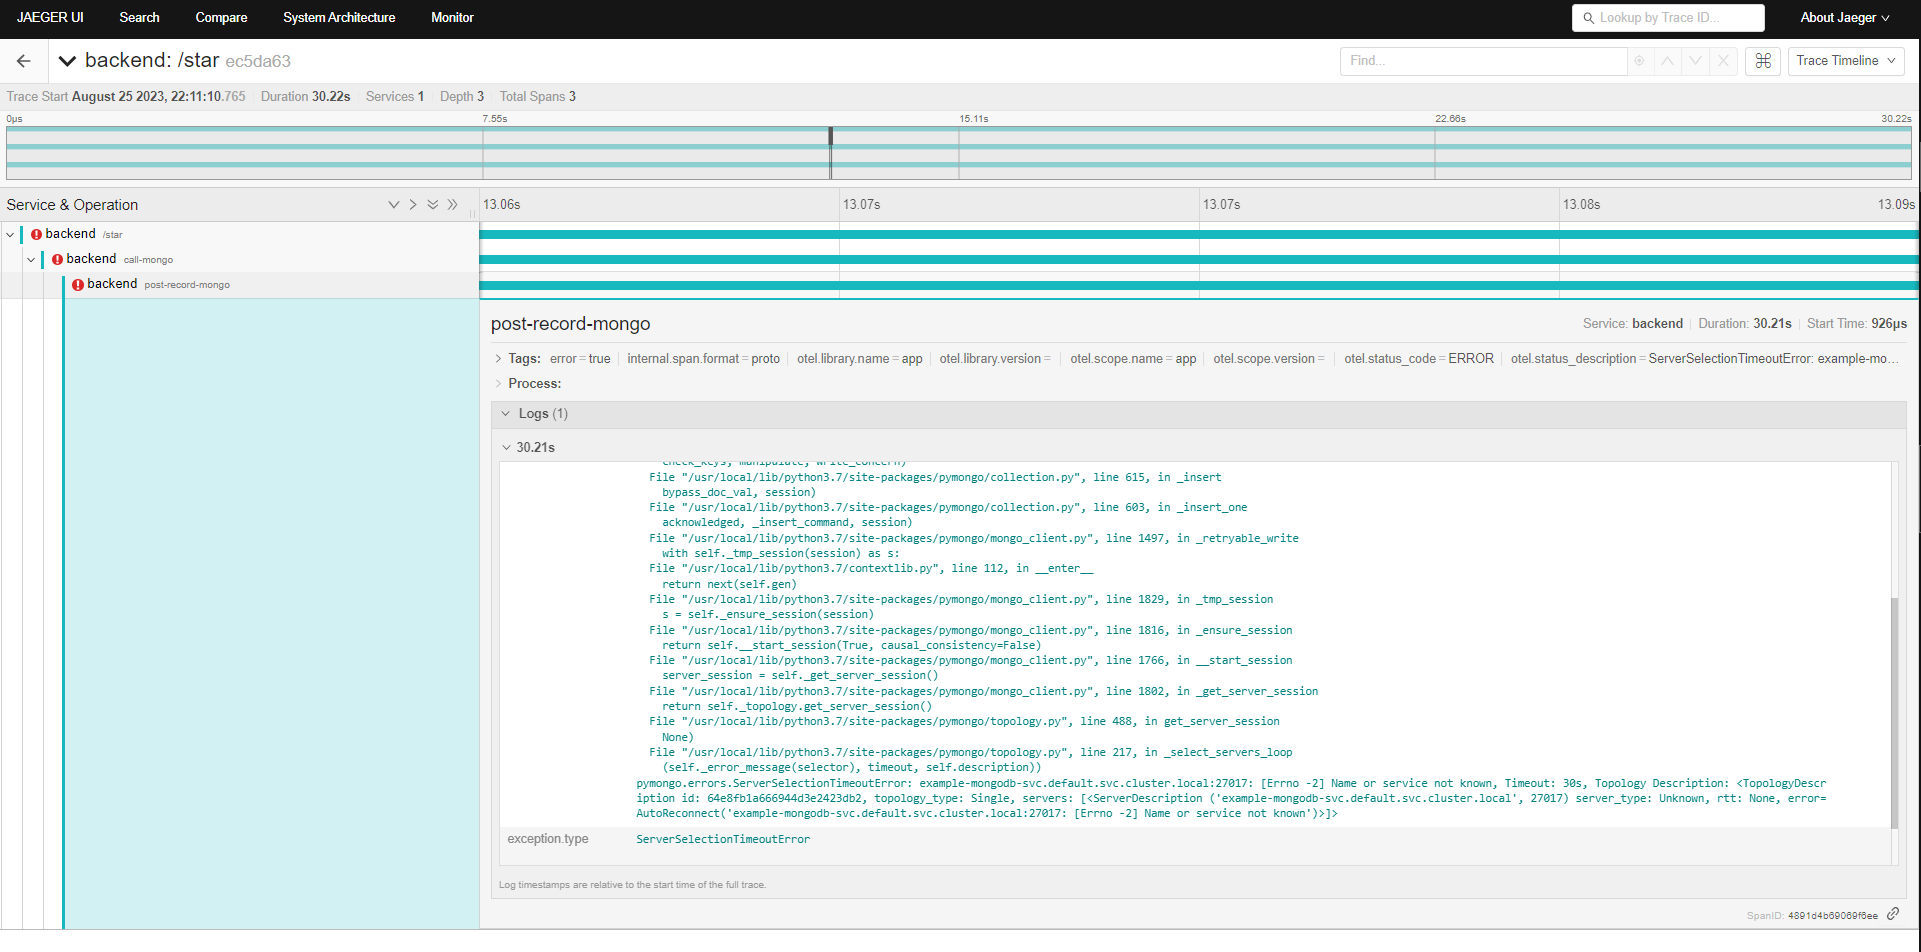 JAEGER UI Search Compare System Architecture Monitor Lookup by Trace ID... About Jaeger
backend: /star ec5da63 Find... Trace Timeline
Trace Start August 25 2023, 22:11:10.765 Duration 30.22s Services 1 Depth 3 Total Spans 3
0μs 7.55s 15.11s 22.66s 30.22s
Service & Operation 13.06s 13.07s 13.07s 13.08s 13.09s
backend /star
backend call-mongo
backend post-record-mongo
post-record-mongo Service: backend Duration: 30.21s Start Time: 926μs
Tags: error = true internal.span.format = proto otel.library.name = app otel.library.version = otel.scope.name = app otel.scope.version = otel.status_code = ERROR otel.status_description = ServerSelectionTimeoutError: example-mo...
Process:
Logs (1)
30.21s
check_keys, manipulate, write_concern)
File "/usr/local/lib/python3.7/site-packages/pymongo/collection.py", line 615, in _insert
bypass_doc_val, session)
File "/usr/local/lib/python3.7/site-packages/pymongo/collection.py", line 603, in _insert_one
acknowledged, _insert_command, session)
File "/usr/local/lib/python3.7/site-packages/pymongo/mongo_client.py", line 1497, in _retryable_write
with self._tmp_session(session) as s:
File "/usr/local/lib/python3.7/contextlib.py", line 112, in __enter__
return next(self.gen)
File "/usr/local/lib/python3.7/site-packages/pymongo/mongo_client.py", line 1829, in _tmp_session
s = self._ensure_session(session)
File "/usr/local/lib/python3.7/site-packages/pymongo/mongo_client.py", line 1816, in _ensure_session
return self.__start_session(True, causal_consistency=False)
File "/usr/local/lib/python3.7/site-packages/pymongo/mongo_client.py", line 1766, in __start_session
server_session = self._get_server_session()
File "/usr/local/lib/python3.7/site-packages/pymongo/mongo_client.py", line 1802, in _get_server_session
return self._topology.get_server_session()
File "/usr/local/lib/python3.7/site-packages/pymongo/topology.py", line 488, in get_server_session
None)
File "/usr/local/lib/python3.7/site-packages/pymongo/topology.py", line 217, in _select_servers_loop
(self._error_message(selector), timeout, self.description))
pymongo.errors.ServerSelectionTimeoutError: example-mongodb-svc.default.svc.cluster.local:27017: [Errno -2] Name or service not known, Timeout: 30s, Topology Description: <TopologyDescr
iption id: 64e8fb1a666944d3e2423db2, topology_type: Single, servers: [<ServerDescription ('example-mongodb-svc.default.svc.cluster.local', 27017) server_type: Unknown, rtt: None, error=
AutoReconnect('example-mongodb-svc.default.svc.cluster.local:27017: [Errno -2] Name or service not known')>]>
exception.type ServerSelectionTimeoutError
Log timestamps are relative to the start time of the full trace.
SpanID: 4891d4b69069f6ee